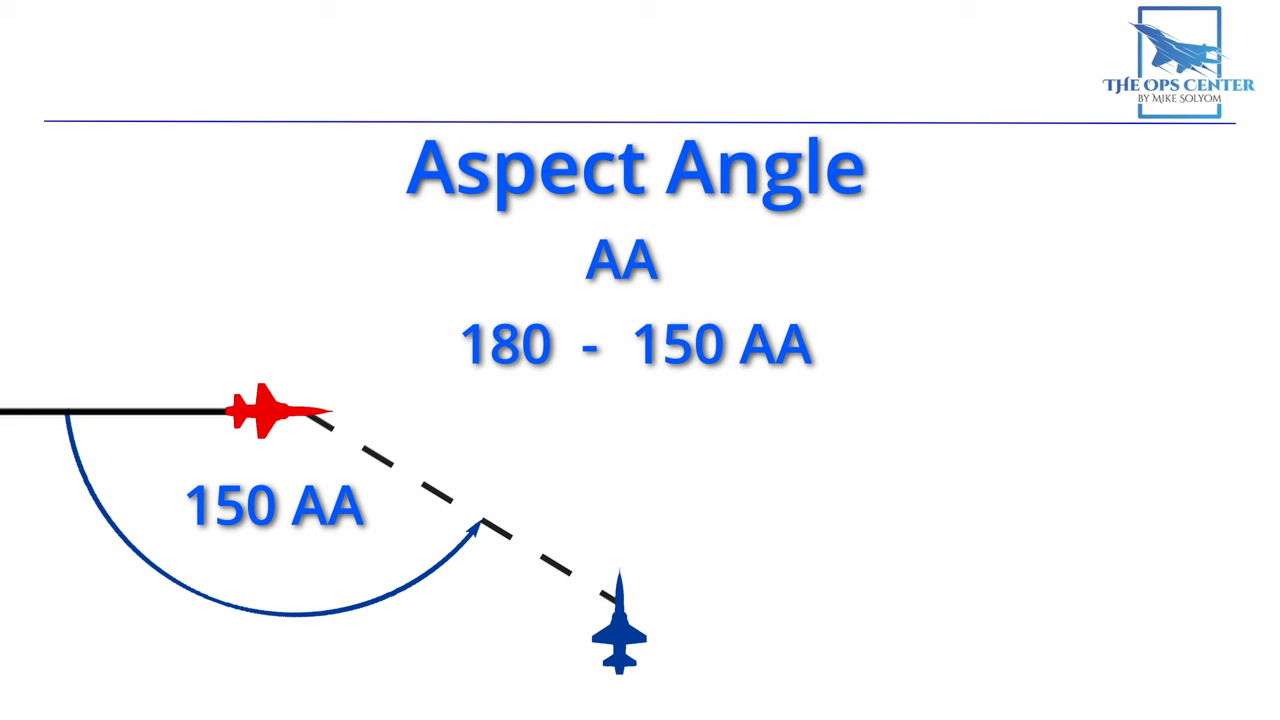 THE OPS CENTER
BY MIKE SOLYOM
Aspect Angle
AA
180 - 150 AA
150 AA